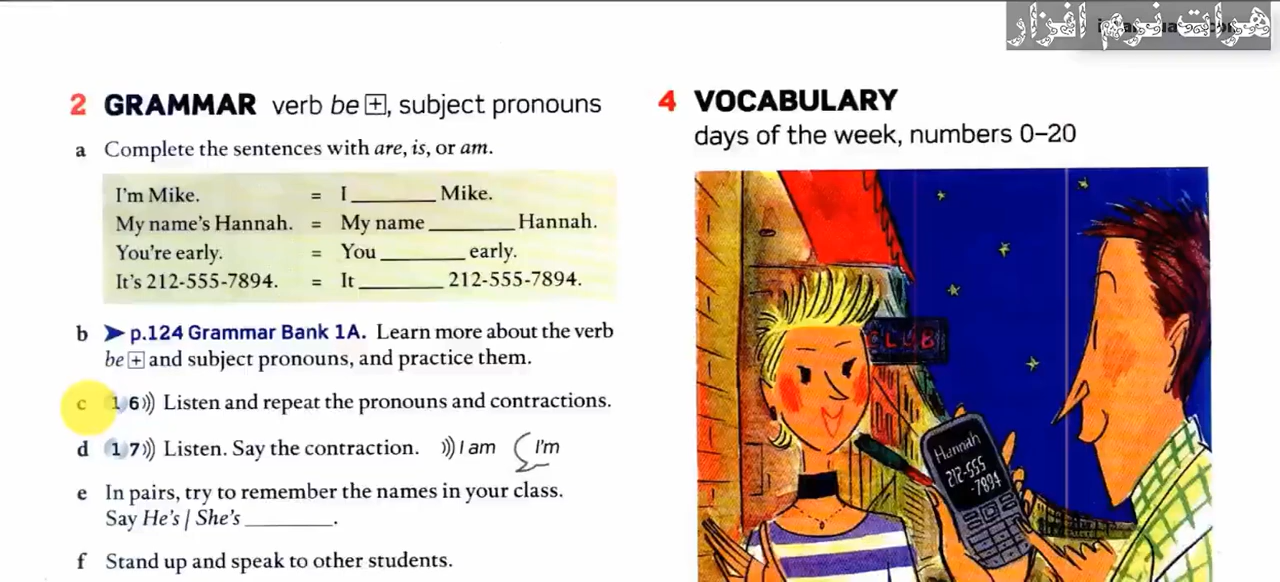 هرات نرم افزار
2 GRAMMAR verb be +, subject pronouns
a Complete the sentences with are, is, or am.
I'm Mike. = I ________ Mike.
My name's Hannah. = My name ________ Hannah.
You're early. = You ________ early.
It's 212-555-7894. = It ________ 212-555-7894.
b ➤ p.124 Grammar Bank 1A. Learn more about the verb
be + and subject pronouns, and practice them.
c 1 6))) Listen and repeat the pronouns and contractions.
d 1 7))) Listen. Say the contraction. ))) I am I'm
e In pairs, try to remember the names in your class.
Say He's / She's ________.
f Stand up and speak to other students.
4 VOCABULARY
days of the week, numbers 0–20
CLUB
Hannah
212-555
-7894